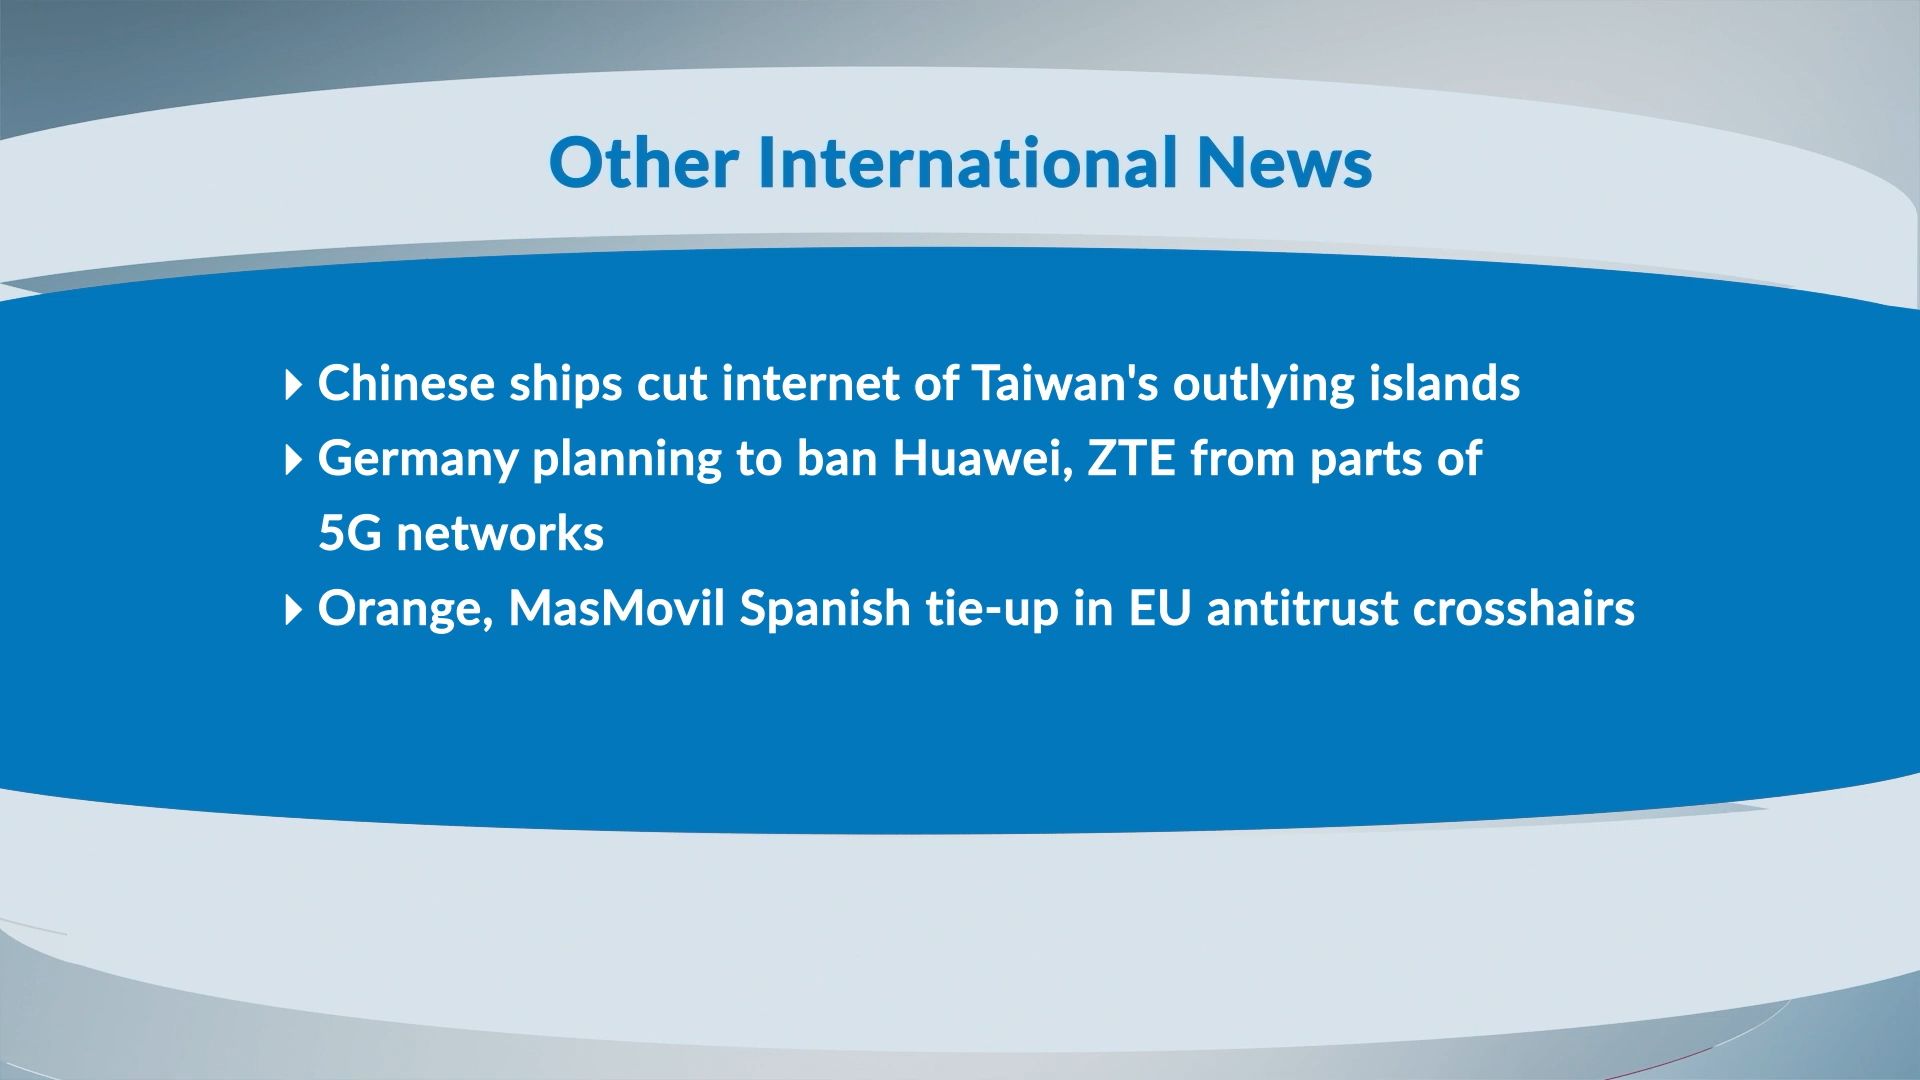 Other International News
Chinese ships cut internet of Taiwan's outlying islands
Germany planning to ban Huawei, ZTE from parts of
5G networks
Orange, MasMovil Spanish tie-up in EU antitrust crosshairs